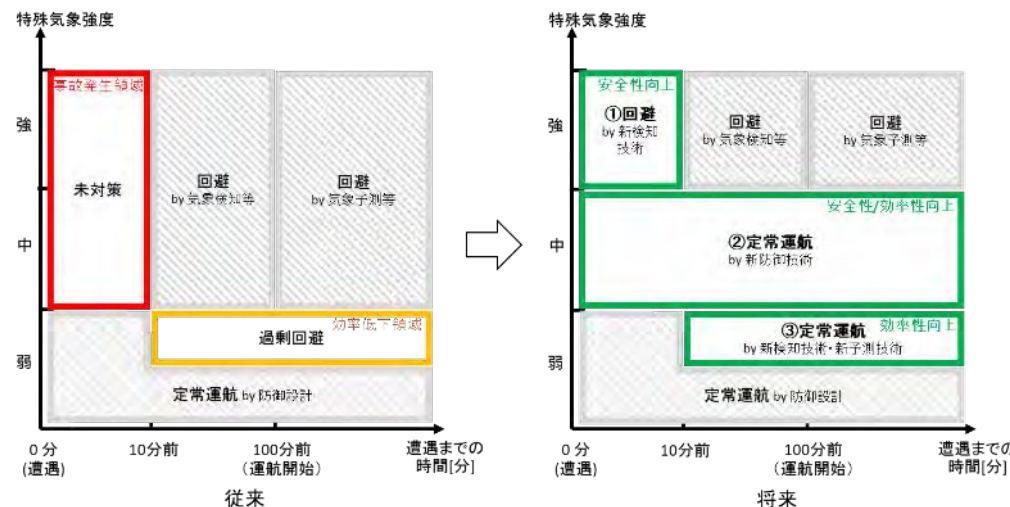 特殊気象強度
事故発生領域
強
未対策
回避
by 気象検知等
回避
by 気象予測等
中
効率低下領域
過剰回避
弱
定常運航 by 防御設計
0 分
(遭遇)
10分前
100分前
(運航開始)
遭遇までの
時間[分]
従来
特殊気象強度
安全性向上
強
①回避
by 新検知
技術
回避
by 気象検知等
回避
by 気象予測等
安全性/効率性向上
中
②定常運航
by 新防御技術
③定常運航
効率性向上
by 新検知技術・新予測技術
弱
定常運航 by 防御設計
0 分
(遭遇)
10分前
100分前
(運航開始)
遭遇までの
時間[分]
将来